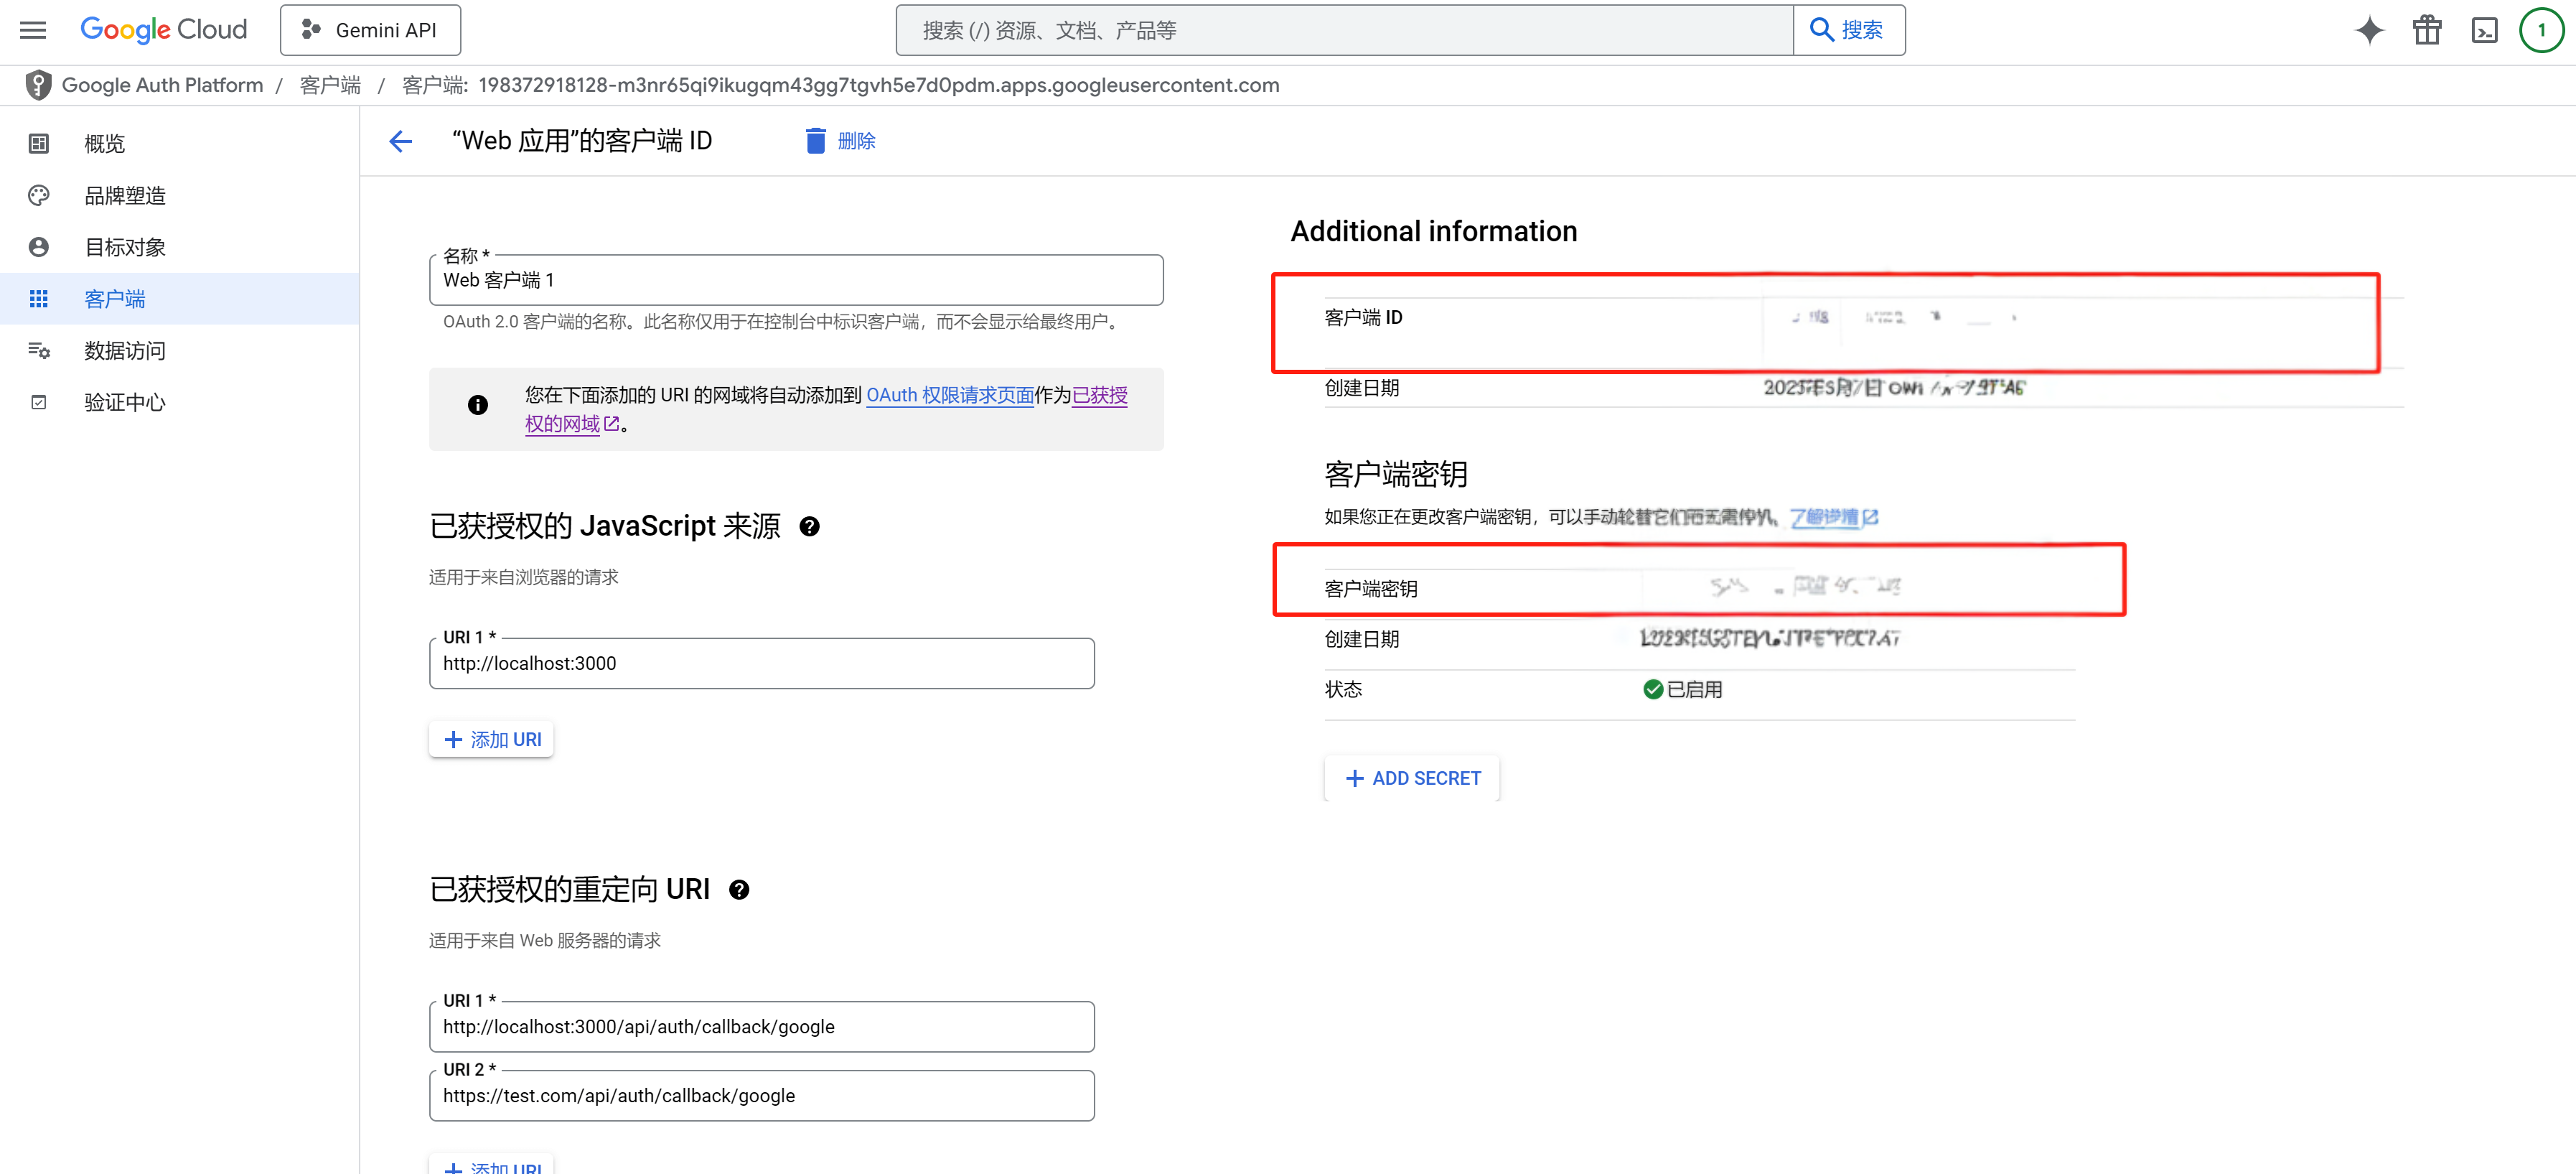 Google Cloud
Gemini API
搜索 (/) 资源、文档、产品等
搜索
1
Google Auth Platform / 客户端 / 客户端: 198372918128-m3nr65qi9ikugqm43gg7tgvh5e7d0pdm.apps.googleusercontent.com
概览
品牌塑造
目标对象
客户端
数据访问
验证中心
“Web 应用”的客户端 ID
删除
名称 *
Web 客户端 1
OAuth 2.0 客户端的名称。此名称仅用于在控制台中标识客户端，而不会显示给最终用户。
您在下面添加的 URI 的网域将自动添加到 OAuth 权限请求页面作为已获授
权的网域。
已获授权的 JavaScript 来源
适用于来自浏览器的请求
URI 1 *
http://localhost:3000
添加 URI
已获授权的重定向 URI
适用于来自 Web 服务器的请求
URI 1 *
http://localhost:3000/api/auth/callback/google
URI 2 *
https://test.com/api/auth/callback/google
添加 URI
Additional information
客户端 ID
创建日期
客户端密钥
如果您正在更改客户端密钥，可以手动轮替它们而无需停机。了解详情
客户端密钥
创建日期
状态
已启用
ADD SECRET